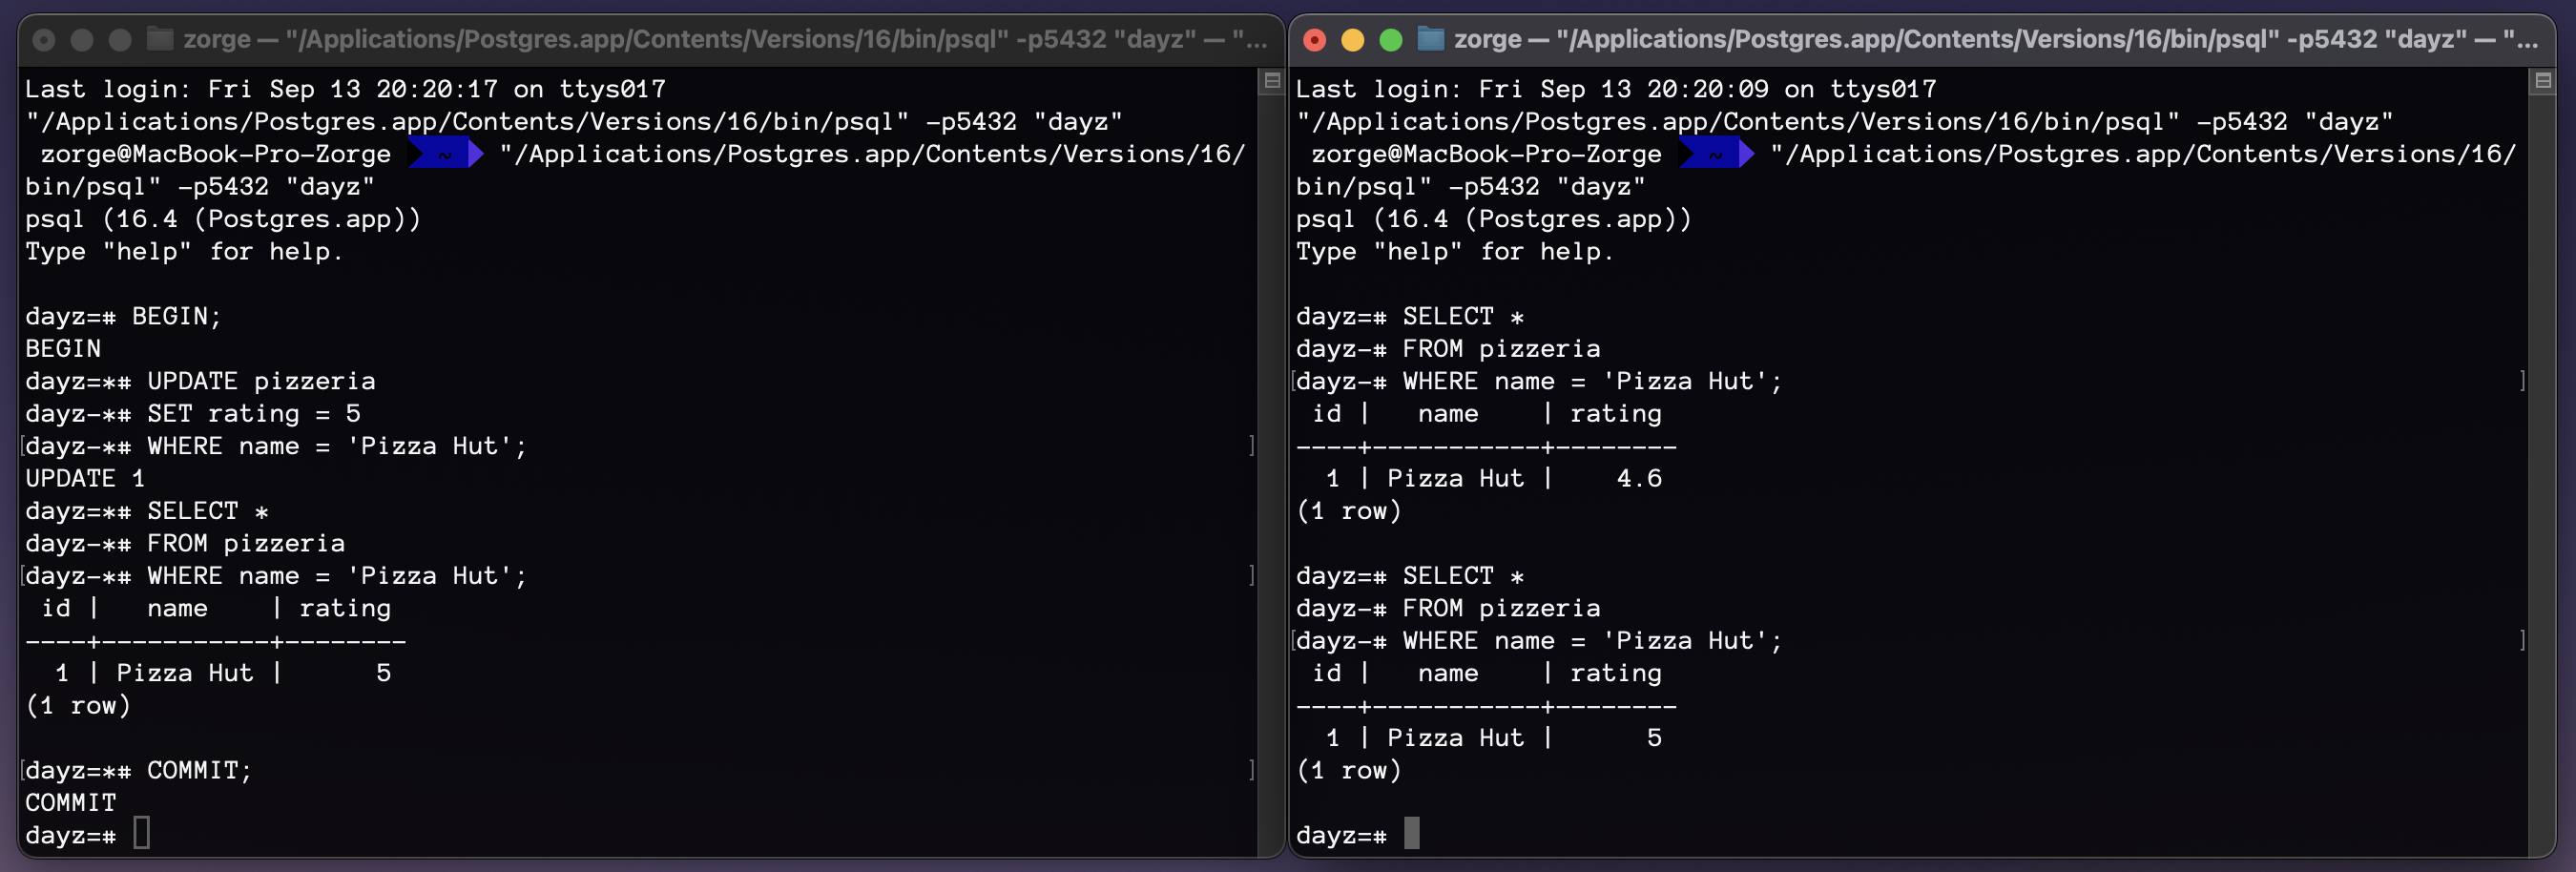 zorge — "/Applications/Postgres.app/Contents/Versions/16/bin/psql" -p5432 "dayz" — "...
Last login: Fri Sep 13 20:20:17 on ttys017
"/Applications/Postgres.app/Contents/Versions/16/bin/psql" -p5432 "dayz"
 zorge@MacBook-Pro-Zorge  ~  "/Applications/Postgres.app/Contents/Versions/16/
bin/psql" -p5432 "dayz"
psql (16.4 (Postgres.app))
Type "help" for help.

dayz=# BEGIN;
BEGIN
dayz=*# UPDATE pizzeria
dayz-*# SET rating = 5
[dayz-*# WHERE name = 'Pizza Hut'; ]
UPDATE 1
dayz=*# SELECT *
dayz-*# FROM pizzeria
[dayz-*# WHERE name = 'Pizza Hut'; ]
 id |   name    | rating
----+-----------+--------
  1 | Pizza Hut |      5
(1 row)

[dayz=*# COMMIT; ]
COMMIT
dayz=#
zorge — "/Applications/Postgres.app/Contents/Versions/16/bin/psql" -p5432 "dayz" — "...
Last login: Fri Sep 13 20:20:09 on ttys017
"/Applications/Postgres.app/Contents/Versions/16/bin/psql" -p5432 "dayz"
 zorge@MacBook-Pro-Zorge  ~  "/Applications/Postgres.app/Contents/Versions/16/
bin/psql" -p5432 "dayz"
psql (16.4 (Postgres.app))
Type "help" for help.

dayz=# SELECT *
dayz-# FROM pizzeria
[dayz-# WHERE name = 'Pizza Hut'; ]
 id |   name    | rating
----+-----------+--------
  1 | Pizza Hut |    4.6
(1 row)

dayz=# SELECT *
dayz-# FROM pizzeria
[dayz-# WHERE name = 'Pizza Hut'; ]
 id |   name    | rating
----+-----------+--------
  1 | Pizza Hut |      5
(1 row)

dayz=#